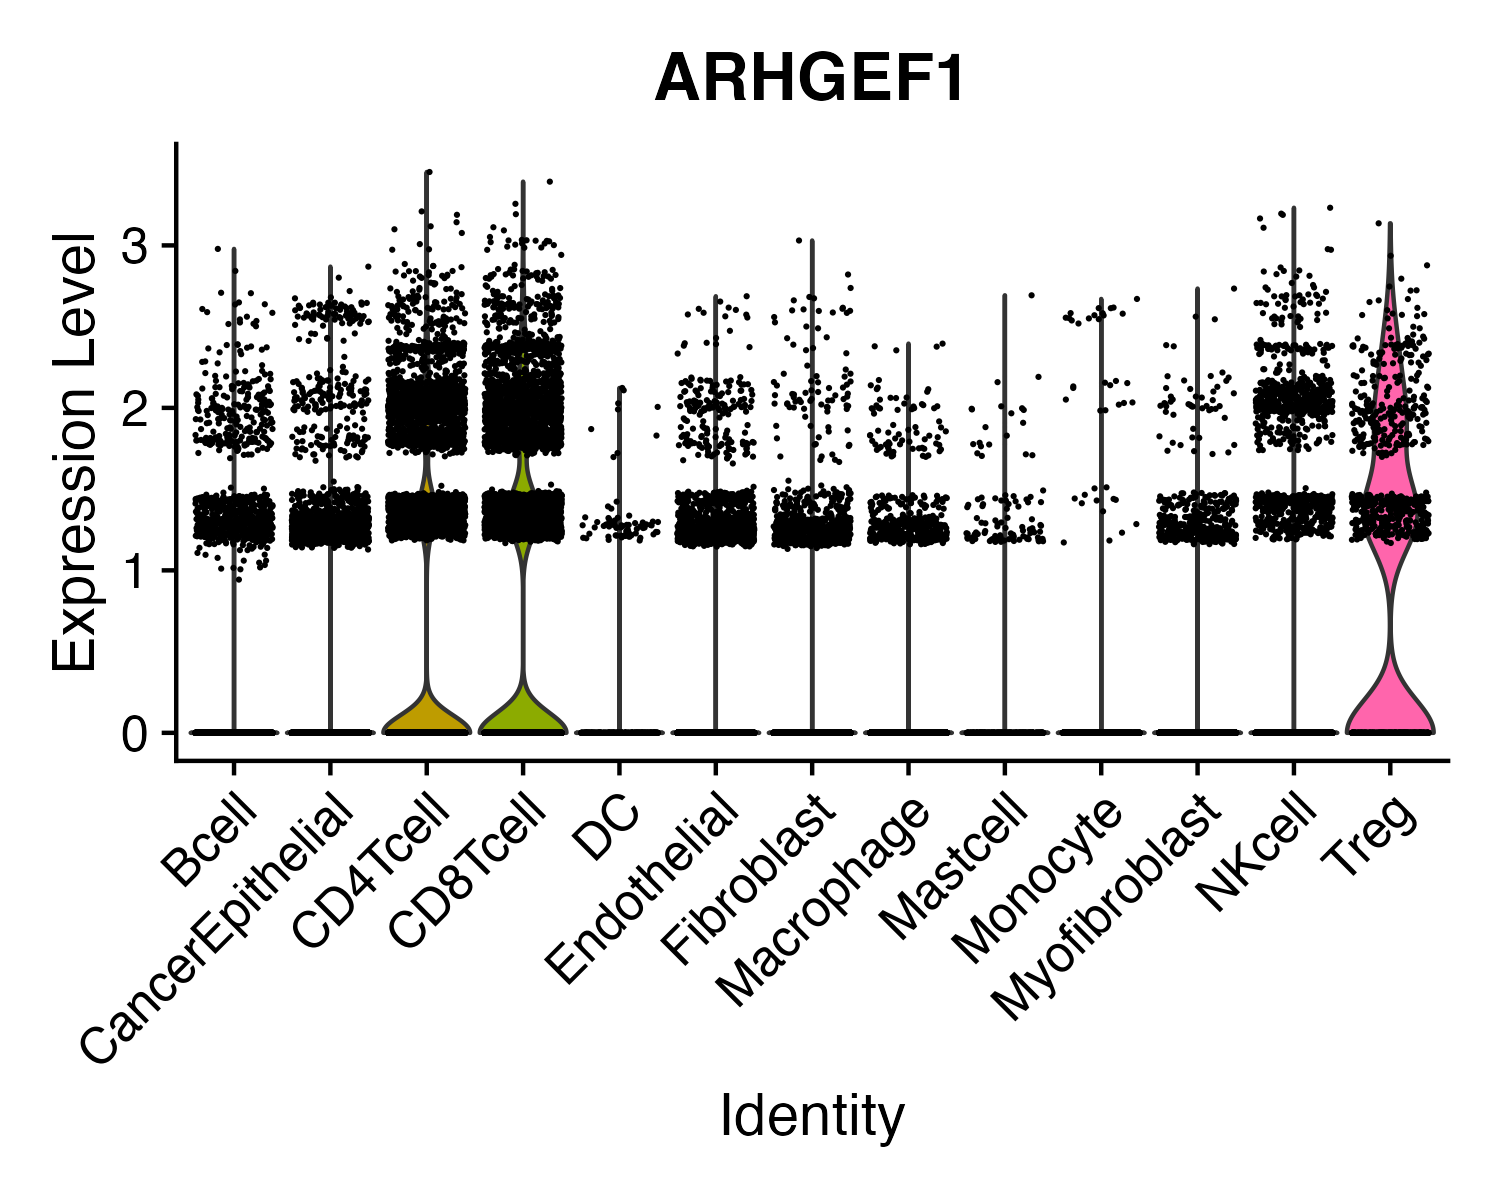 ARHGEF1
Expression Level
3
2
1
0
Bcell
CancerEpithelial
CD4Tcell
CD8Tcell
DC
Endothelial
Fibroblast
Macrophage
Mastcell
Monocyte
Myofibroblast
NKcell
Treg
Identity